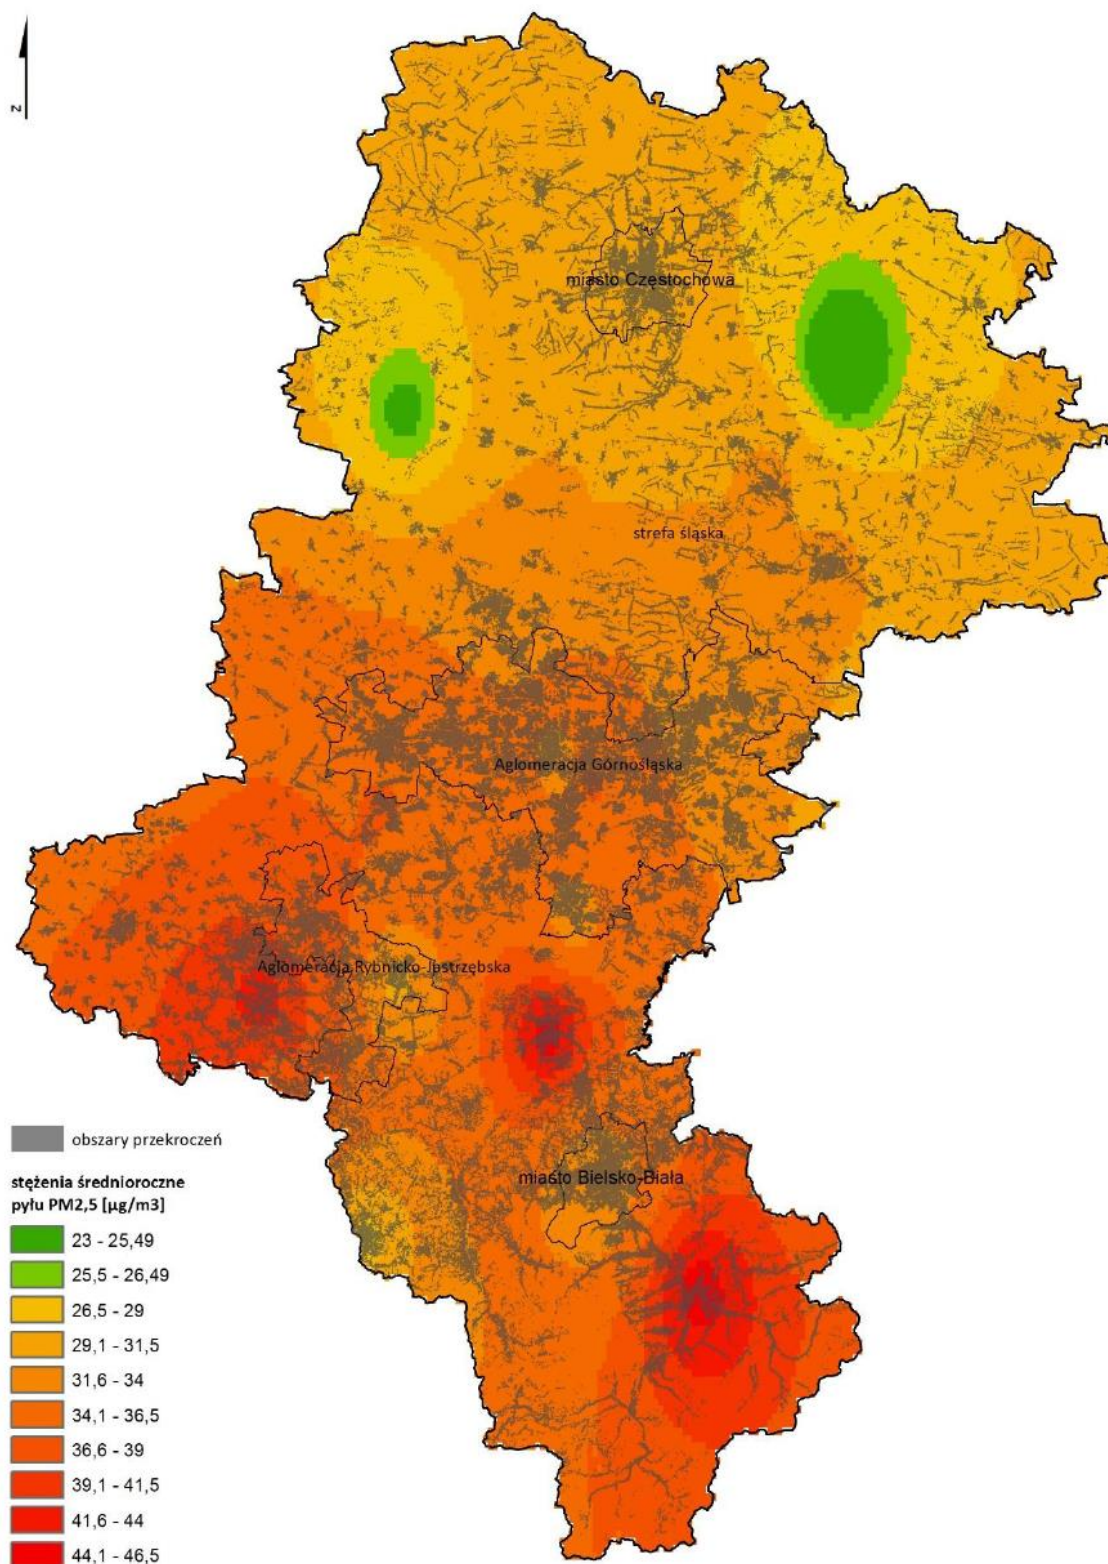 z
miasto Częstochowa
strefa śląska
Aglomeracja Górnośląska
Aglomeracja Rybnicko-Jastrzębska
miasto Bielsko-Biała
obszary przekroczeń
stężenia średnioroczne
pyłu PM2,5 [µg/m3]
23 - 25,49
25,5 - 26,49
26,5 - 29
29,1 - 31,5
31,6 - 34
34,1 - 36,5
36,6 - 39
39,1 - 41,5
41,6 - 44
44,1 - 46,5